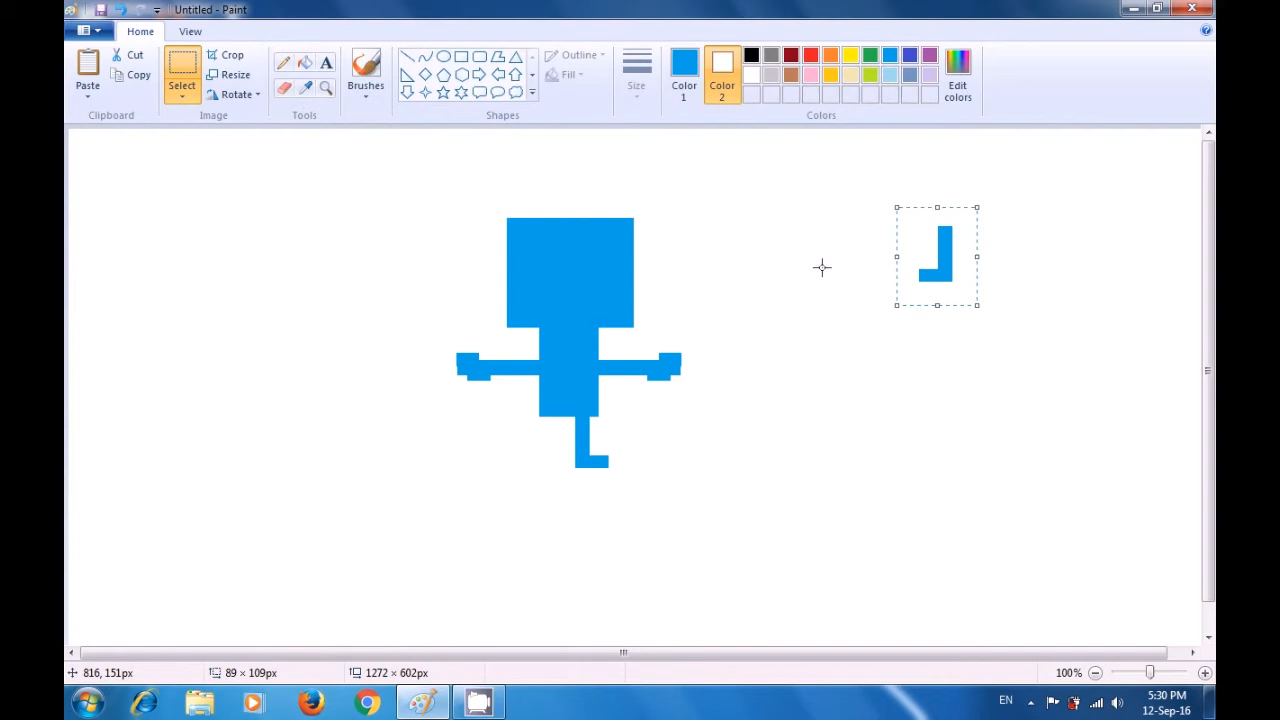 Untitled - Paint
Home View
Paste
Cut
Copy
Clipboard
Select
Crop
Resize
Rotate
Image
A
Tools
Brushes
Outline
Fill
Shapes
Size
Color 1
Color 2
Edit colors
Colors
816, 151px
89 × 109px
1272 × 602px
100%
EN
5:30 PM
12-Sep-16